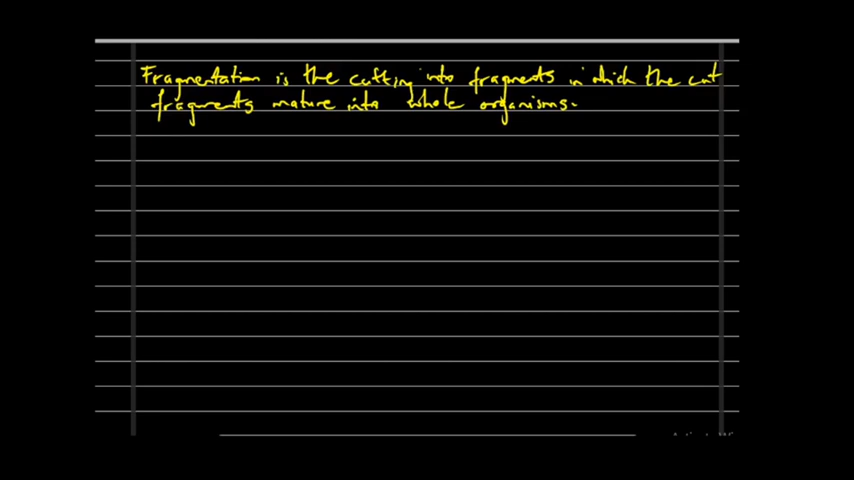 Fragmentation is the cutting into fragments in which the cut
fragments mature into whole organisms.